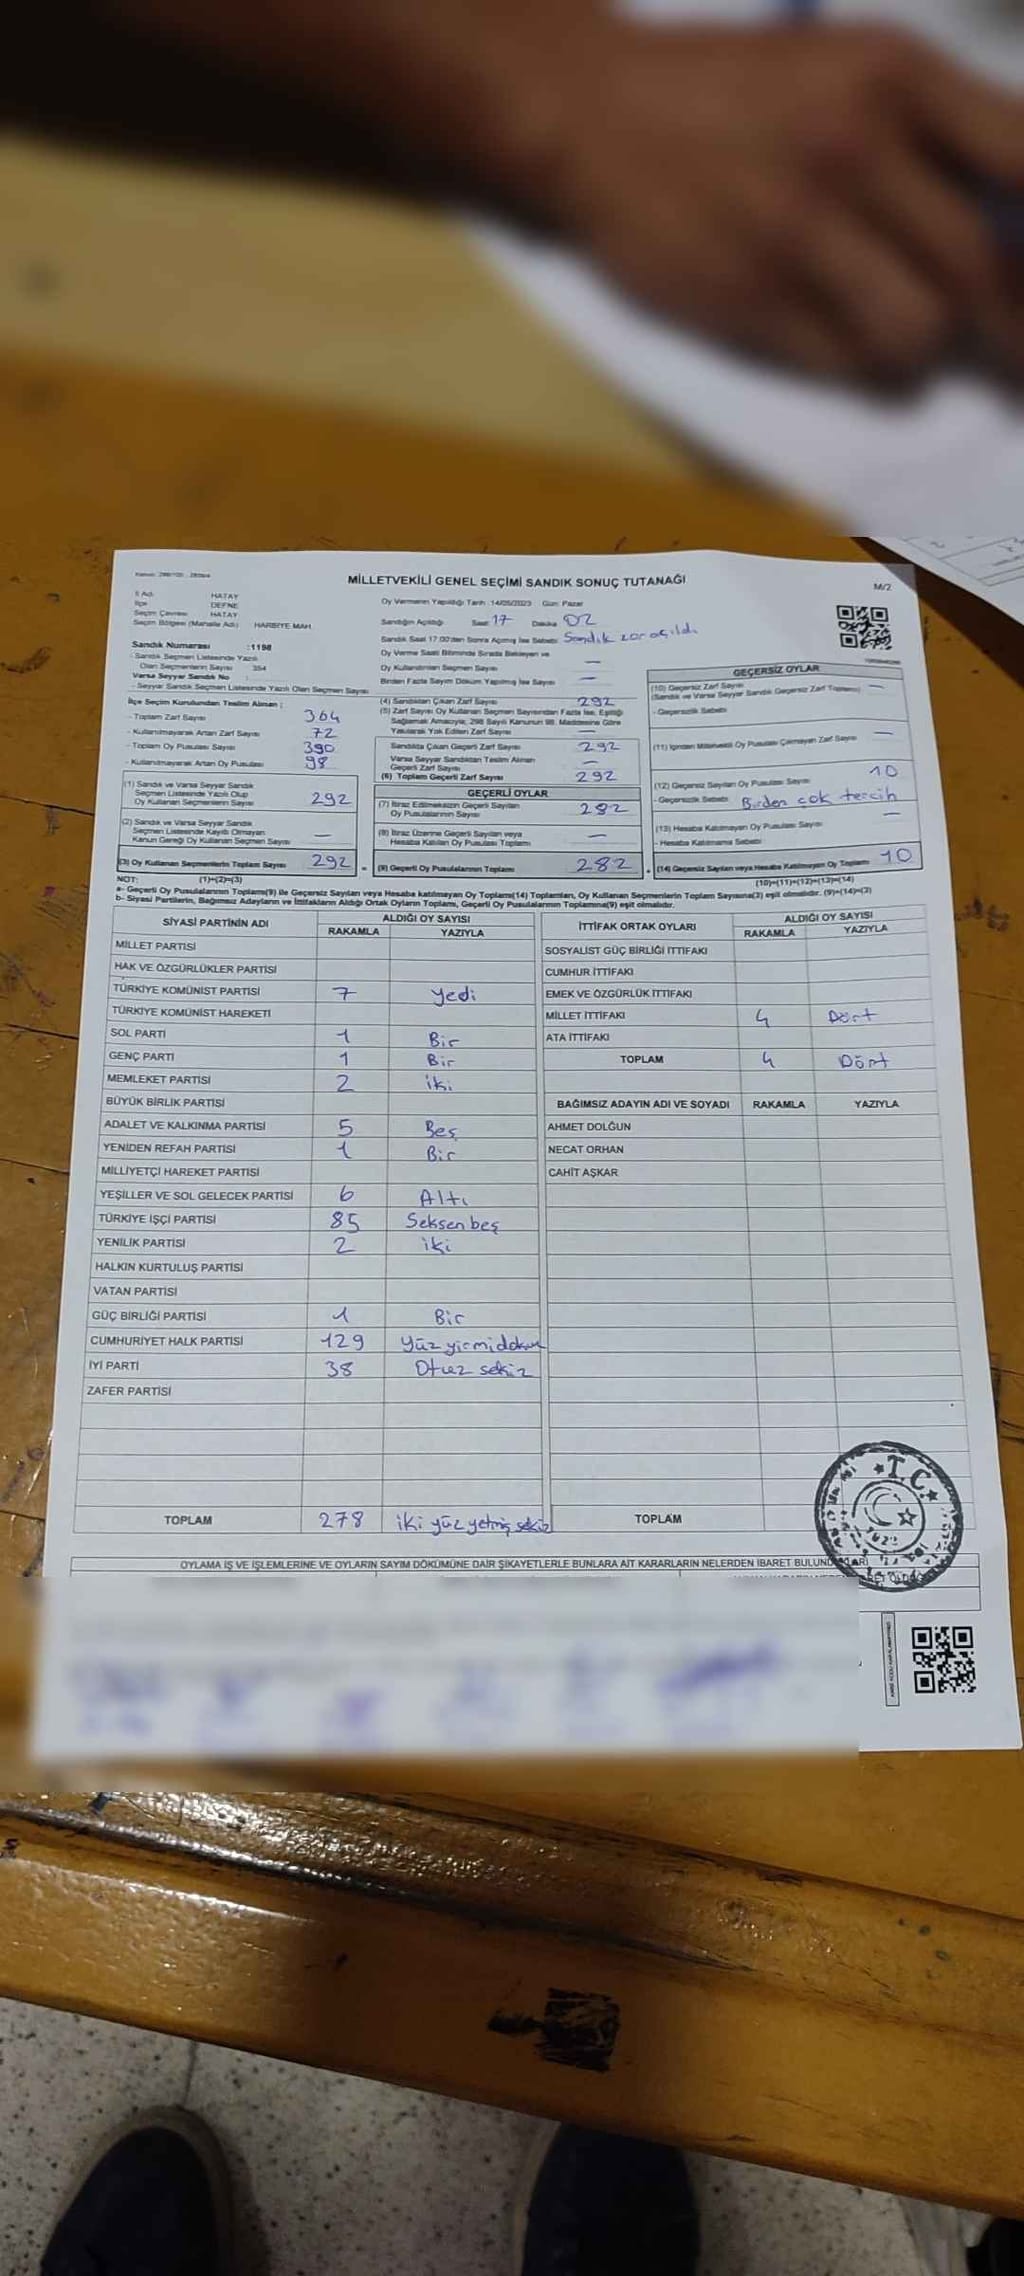 MİLLETVEKİLİ GENEL SEÇİMİ SANDIK SONUÇ TUTANAĞI
M/2
İl Adı HATAY
İlçe DEFNE
Seçim Çevresi HATAY
Seçim Bölgesi (Mahalle Adı) HARBİYE MAH.
Oy Vermenin Yapıldığı Tarih :14/05/2023 Gün: Pazar
Sandığın Açıldığı Saat 17 Dakika 02
Sandık Saat 17:00'den Sonra Açılmış İse Sebebi Sandık zor açıldı
Oy Verme Saati Bitiminde Sırada Bekleyen ve
Oy Kullandırılan Seçmen Sayısı —
Birden Fazla Sayım Döküm Yapılmış İse Sayısı —
Sandık Numarası :1198
- Sandık Seçmen Listesinde Yazılı
Olan Seçmenlerin Sayısı 354
Varsa Seyyar Sandık No :
- Seyyar Sandık Seçmen Listesinde Yazılı Olan Seçmen Sayısı
İlçe Seçim Kurulundan Teslim Alınan :
- Toplam Zarf Sayısı 364
- Kullanılmayarak Artan Zarf Sayısı 72
- Toplam Oy Pusulası Sayısı 390
- Kullanılmayarak Artan Oy Pusulası 98
(1) Sandık ve Varsa Seyyar Sandık
Seçmen Listesinde Yazılı Olup
Oy Kullanan Seçmenlerin Sayısı 292
(2) Sandık ve Varsa Seyyar Sandık
Seçmen Listesinde Kayıtlı Olmayan
Kanun Gereği Oy Kullanan Seçmen Sayısı —
(3) Oy Kullanan Seçmenlerin Toplam Sayısı 292
(4) Sandıktan Çıkan Zarf Sayısı 292
(5) Zarf Sayısı Oy Kullanan Seçmen Sayısından Fazla İse, Eşitliği
Sağlamak Amacıyla, 298 Sayılı Kanunun 98. Maddesine Göre
Yakılarak Yok Edilen Zarf Sayısı —
Sandıkta Çıkan Geçerli Zarf Sayısı 292
Varsa Seyyar Sandıktan Teslim Alınan
Geçerli Zarf Sayısı —
(6) Toplam Geçerli Zarf Sayısı 292
GEÇERLİ OYLAR
(7) İtiraz Edilmeksizin Geçerli Sayılan
Oy Pusulalarının Sayısı 282
(8) İtiraz Üzerine Geçerli Sayılan veya
Hesaba Katılan Oy Pusulası Toplamı —
(9) Geçerli Oy Pusulalarının Toplamı 282
GEÇERSİZ OYLAR
(10) Geçersiz Zarf Sayısı —
(Sandık ve Varsa Seyyar Sandık Geçersiz Zarf Toplamı)
- Geçersizlik Sebebi
(11) İçinden Milletvekili Oy Pusulası Çıkmayan Zarf Sayısı —
(12) Geçersiz Sayılan Oy Pusulası Sayısı 10
- Geçersizlik Sebebi Birden çok tercih
(13) Hesaba Katılmayan Oy Pusulası Sayısı —
- Hesaba Katılmama Sebebi
(14) Geçersiz Sayılan veya Hesaba Katılmayan Oy Toplamı 10
NOT: (1)+(2)=(3) (10)+(11)+(12)+(13)=(14)
a- Geçerli Oy Pusulalarının Toplamı(9) ile Geçersiz Sayılan veya Hesaba katılmayan Oy Toplamı(14) Toplamları, Oy Kullanan Seçmenlerin Toplam Sayısına(3) eşit olmalıdır. (9)+(14)=(3)
b- Siyasi Partilerin, Bağımsız Adayların ve İttifakların Aldığı Ortak Oyların Toplamı, Geçerli Oy Pusulalarının Toplamına(9) eşit olmalıdır.
SİYASİ PARTİNİN ADI ALDIĞI OY SAYISI
RAKAMLA YAZIYLA
MİLLET PARTİSİ
HAK VE ÖZGÜRLÜKLER PARTİSİ
TÜRKİYE KOMÜNİST PARTİSİ 7 Yedi
TÜRKİYE KOMÜNİST HAREKETİ
SOL PARTİ 1 Bir
GENÇ PARTİ 1 Bir
MEMLEKET PARTİSİ 2 iki
BÜYÜK BİRLİK PARTİSİ
ADALET VE KALKINMA PARTİSİ 5 Beş
YENİDEN REFAH PARTİSİ 1 Bir
MİLLİYETÇİ HAREKET PARTİSİ
YEŞİLLER VE SOL GELECEK PARTİSİ 6 Altı
TÜRKİYE İŞÇİ PARTİSİ 85 Seksen beş
YENİLİK PARTİSİ 2 iki
HALKIN KURTULUŞ PARTİSİ
VATAN PARTİSİ
GÜÇ BİRLİĞİ PARTİSİ 1 Bir
CUMHURİYET HALK PARTİSİ 129 Yüz yirmi dokuz
İYİ PARTİ 38 Otuz sekiz
ZAFER PARTİSİ
TOPLAM 278 iki yüz yetmiş sekiz
İTTİFAK ORTAK OYLARI ALDIĞI OY SAYISI
RAKAMLA YAZIYLA
SOSYALİST GÜÇ BİRLİĞİ İTTİFAKI
CUMHUR İTTİFAKI
EMEK VE ÖZGÜRLÜK İTTİFAKI
MİLLET İTTİFAKI 4 Dört
ATA İTTİFAKI
TOPLAM 4 Dört
BAĞIMSIZ ADAYIN ADI VE SOYADI RAKAMLA YAZIYLA
AHMET DOLĞUN
NECAT ORHAN
CAHİT AŞKAR
TOPLAM
T.C.
OYLAMA İŞ VE İŞLEMLERİNE VE OYLARIN SAYIM DÖKÜMÜNE DAİR ŞİKAYETLERLE BUNLARA AİT KARARLARIN NELERDEN İBARET